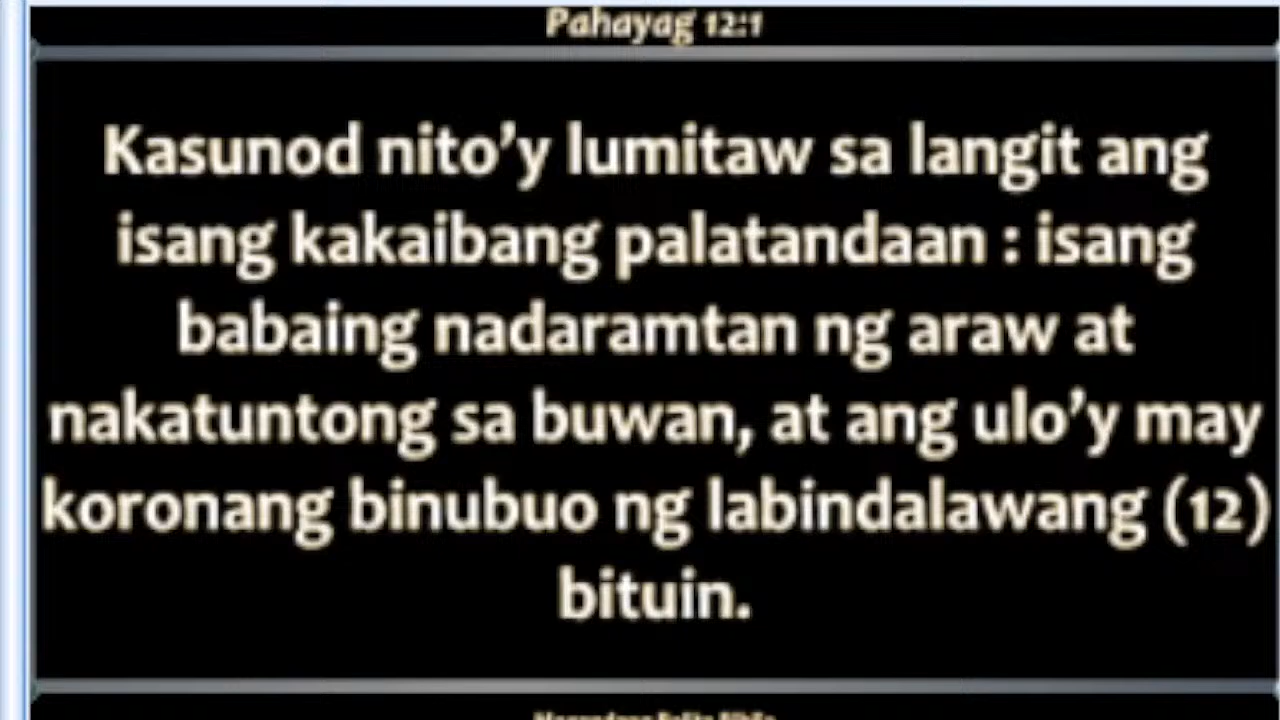 Pahayag 12:1
Kasunod nito’y lumitaw sa langit ang
isang kakaibang palatandaan : isang
babaing nadaramtan ng araw at
nakatuntong sa buwan, at ang ulo’y may
koronang binubuo ng labindalawang (12)
bituin.